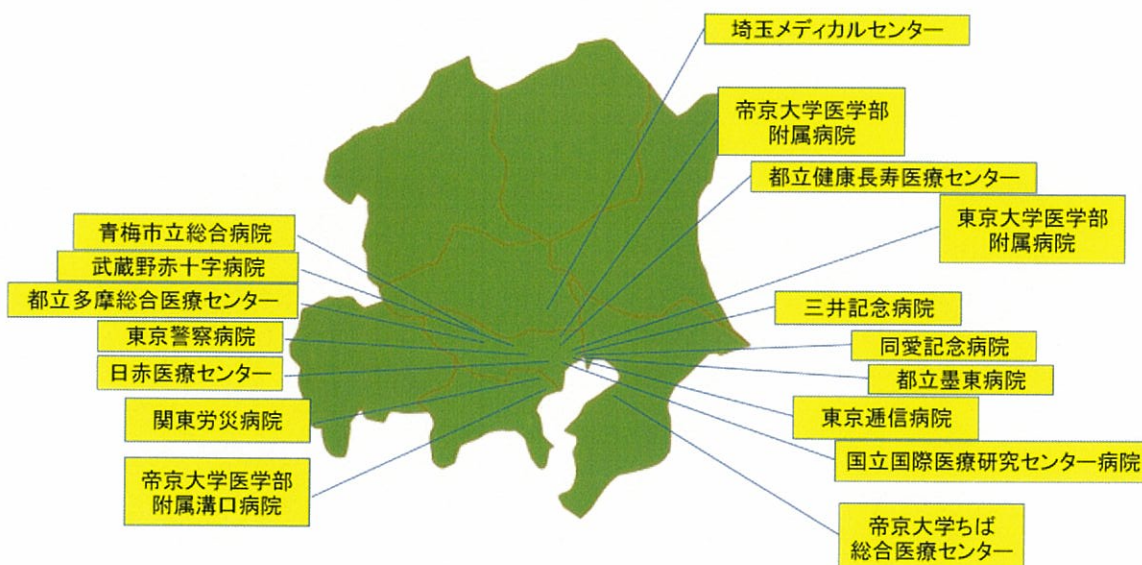 埼玉メディカルセンター
帝京大学医学部
附属病院
都立健康長寿医療センター
東京大学医学部
附属病院
三井記念病院
同愛記念病院
都立墨東病院
東京逓信病院
国立国際医療研究センター病院
帝京大学ちば
総合医療センター
青梅市立総合病院
武蔵野赤十字病院
都立多摩総合医療センター
東京警察病院
日赤医療センター
関東労災病院
帝京大学医学部
附属溝口病院